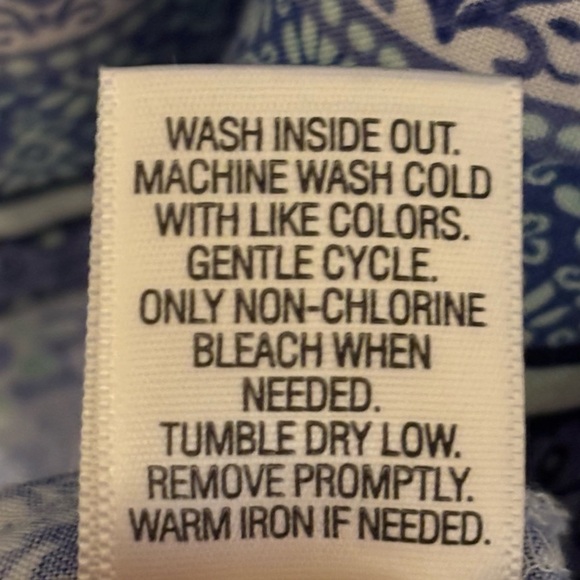 WASH INSIDE OUT.
MACHINE WASH COLD
WITH LIKE COLORS.
GENTLE CYCLE.
ONLY NON-CHLORINE
BLEACH WHEN
NEEDED.
TUMBLE DRY LOW.
REMOVE PROMPTLY.
WARM IRON IF NEEDED.